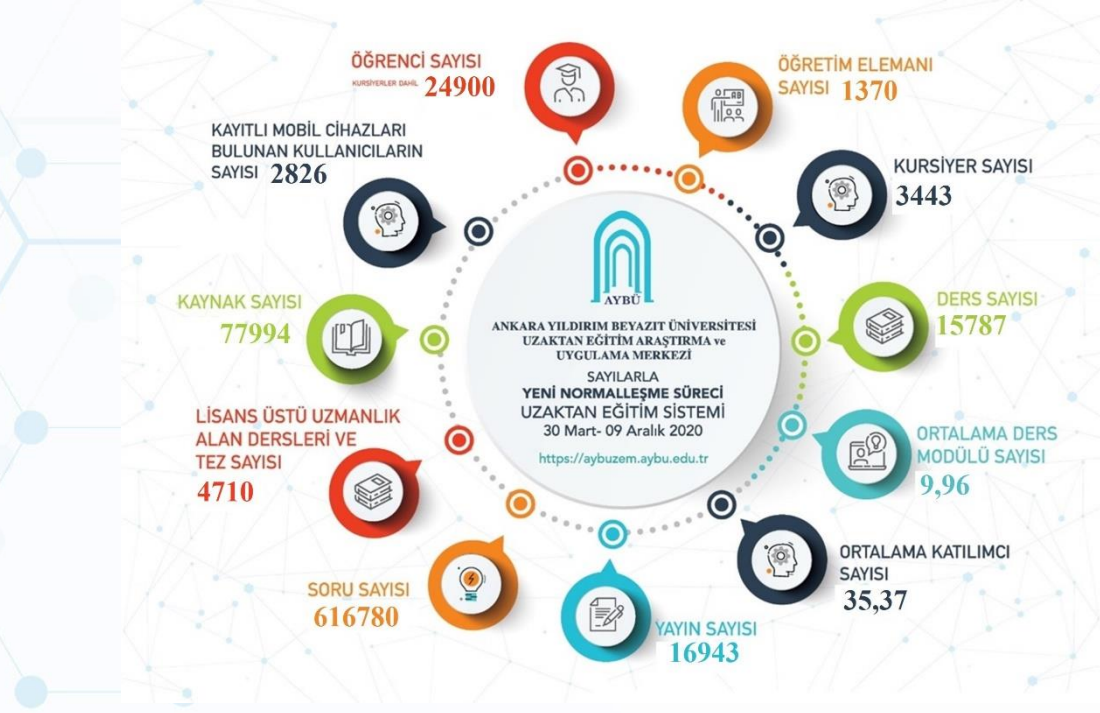 ÖĞRENCİ SAYISI
KURSİYERLER DAHİL 24900
ÖĞRETİM ELEMANI
SAYISI 1370
KAYITLI MOBİL CİHAZLARI
BULUNAN KULLANICILARIN
SAYISI 2826
KURSİYER SAYISI
3443
KAYNAK SAYISI
77994
DERS SAYISI
15787
AYBÜ
ANKARA YILDIRIM BEYAZIT ÜNİVERSİTESİ
UZAKTAN EĞİTİM ARAŞTIRMA ve
UYGULAMA MERKEZİ
SAYILARLA
YENİ NORMALLEŞME SÜRECİ
UZAKTAN EĞİTİM SİSTEMİ
30 Mart- 09 Aralık 2020
https://aybuzem.aybu.edu.tr
LİSANS ÜSTÜ UZMANLIK
ALAN DERSLERİ VE
TEZ SAYISI
4710
ORTALAMA DERS
MODÜLÜ SAYISI
9,96
ORTALAMA KATILIMCI
SAYISI
35,37
SORU SAYISI
616780
YAYIN SAYISI
16943